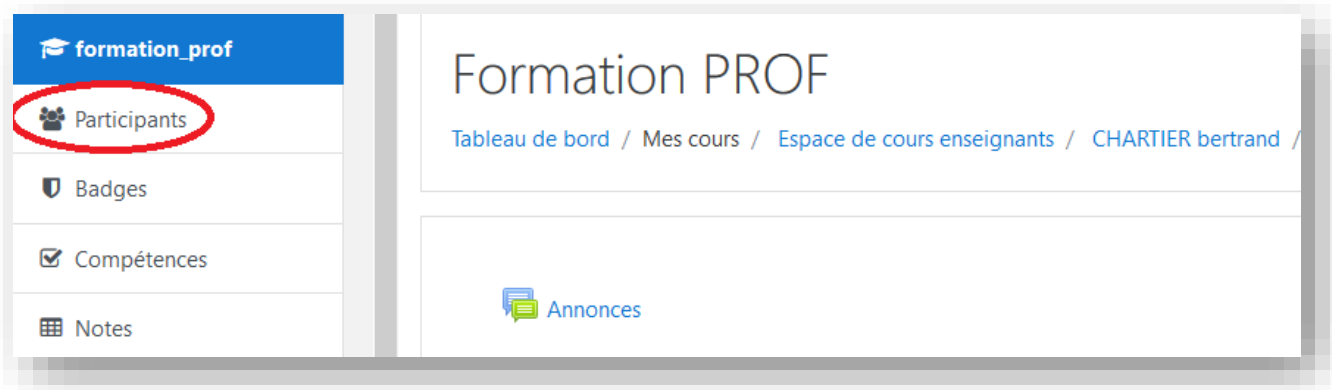 formation_prof
Participants
Badges
Compétences
Notes
Formation PROF
Tableau de bord / Mes cours / Espace de cours enseignants / CHARTIER bertrand /
Annonces